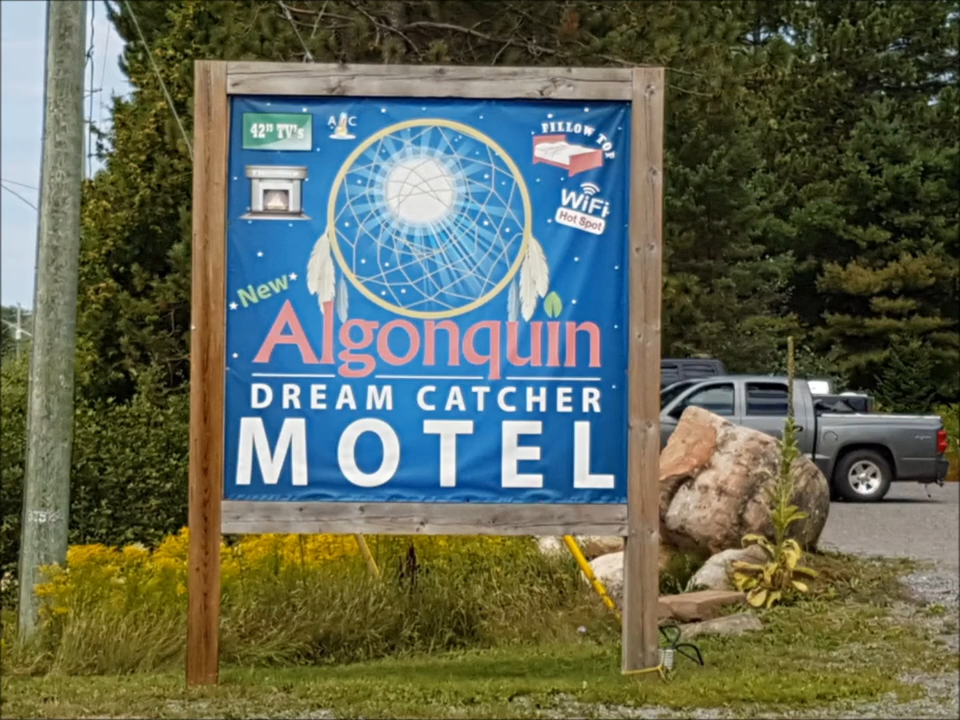 42" TV's
A/C
PILLOW TOP
WiFi
Hot Spot
New
Algonquin
DREAM CATCHER
MOTEL